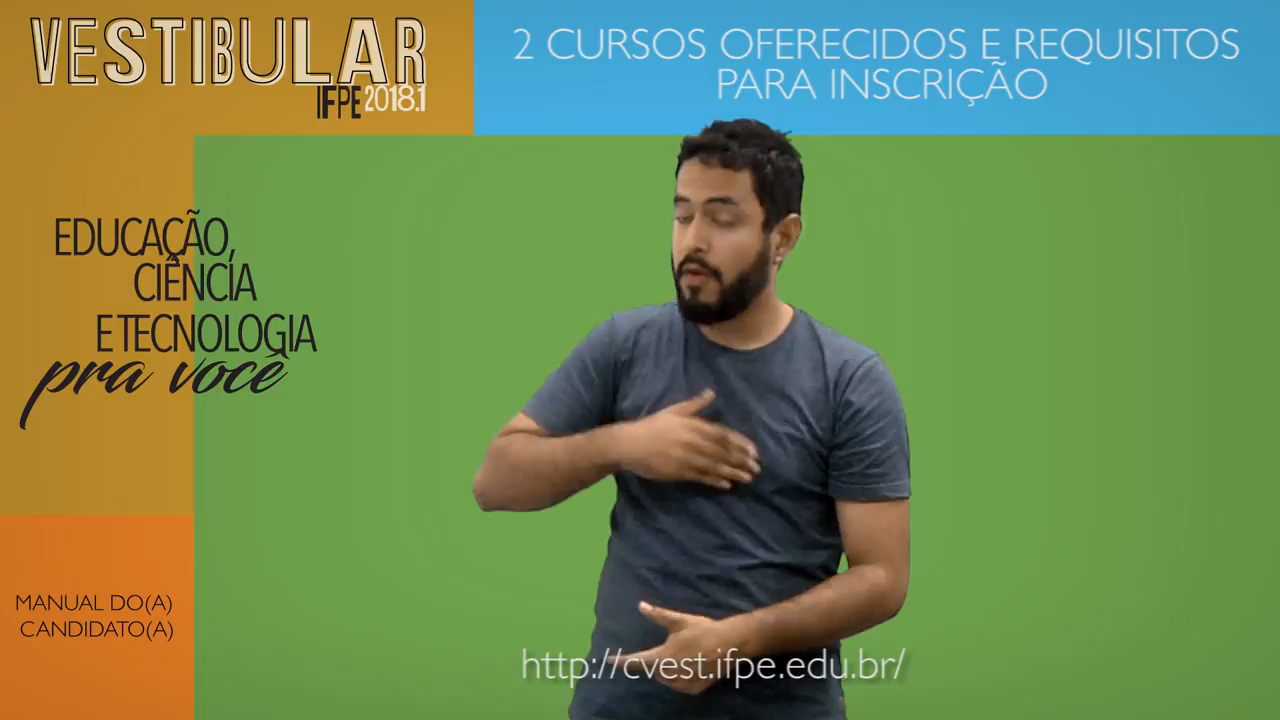 VESTIBULAR
IFPE 2018.1
2 CURSOS OFERECIDOS E REQUISITOS
PARA INSCRIÇÃO
EDUCAÇÃO,
CIÊNCIA
E TECNOLOGIA
pra você
MANUAL DO(A)
CANDIDATO(A)
http://cvest.ifpe.edu.br/